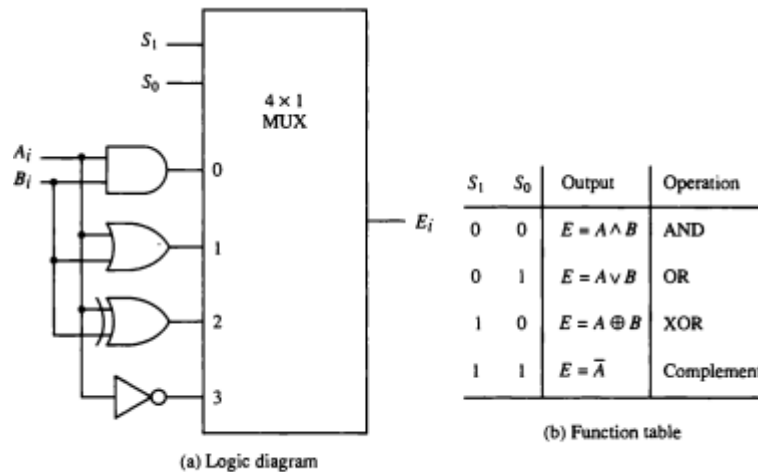 S₁
S₀
4 × 1
MUX
Aᵢ
Bᵢ
0
1
2
3
Eᵢ
(a) Logic diagram
S₁ S₀ Output Operation
0 0 E = A ∧ B AND
0 1 E = A ∨ B OR
1 0 E = A ⊕ B XOR
1 1 E = A̅ Complement
(b) Function table